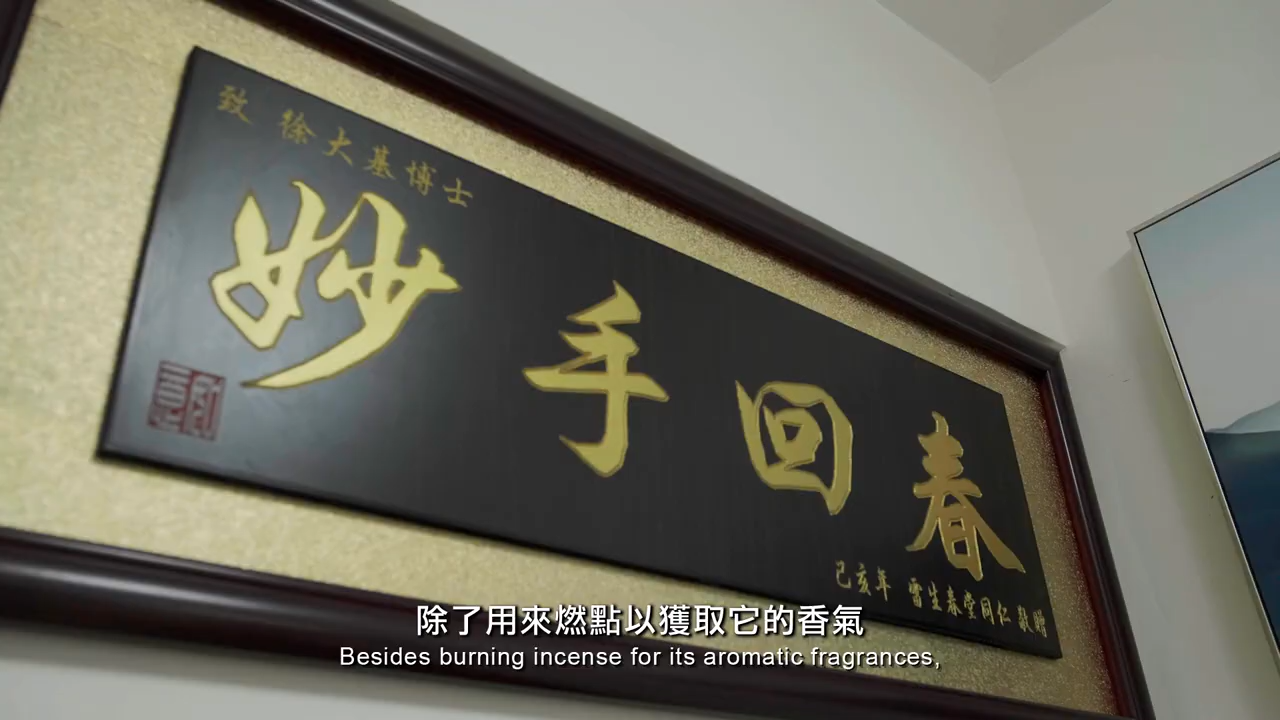 致 徐大基博士
妙手回春
己亥年 雷生春堂同仁 敬贈
除了用來燃點以獲取它的香氣
Besides burning incense for its aromatic fragrances,